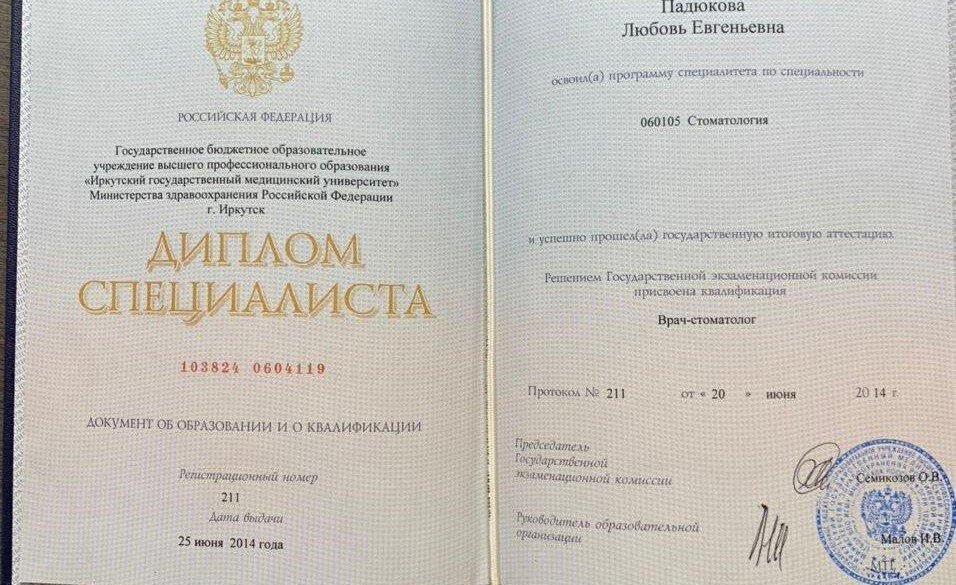 РОССИЙСКАЯ ФЕДЕРАЦИЯ
Государственное бюджетное образовательное
учреждение высшего профессионального образования
«Иркутский государственный медицинский университет»
Министерства здравоохранения Российской Федерации
г. Иркутск
ДИПЛОМ
СПЕЦИАЛИСТА
103824 0604119
ДОКУМЕНТ ОБ ОБРАЗОВАНИИ И О КВАЛИФИКАЦИИ
Регистрационный номер
211
Дата выдачи
25 июня 2014 года
Падюкова
Любовь Евгеньевна
освоил(а) программу специалитета по специальности
060105 Стоматология
и успешно прошел(ла) государственную итоговую аттестацию.
Решением Государственной экзаменационной комиссии
присвоена квалификация
Врач-стоматолог
Протокол № 211 от « 20 » июня 2014 г.
Председатель
Государственной
экзаменационной комиссии
Семикозов О.В.
Руководитель образовательной
организации
Малов И.В.